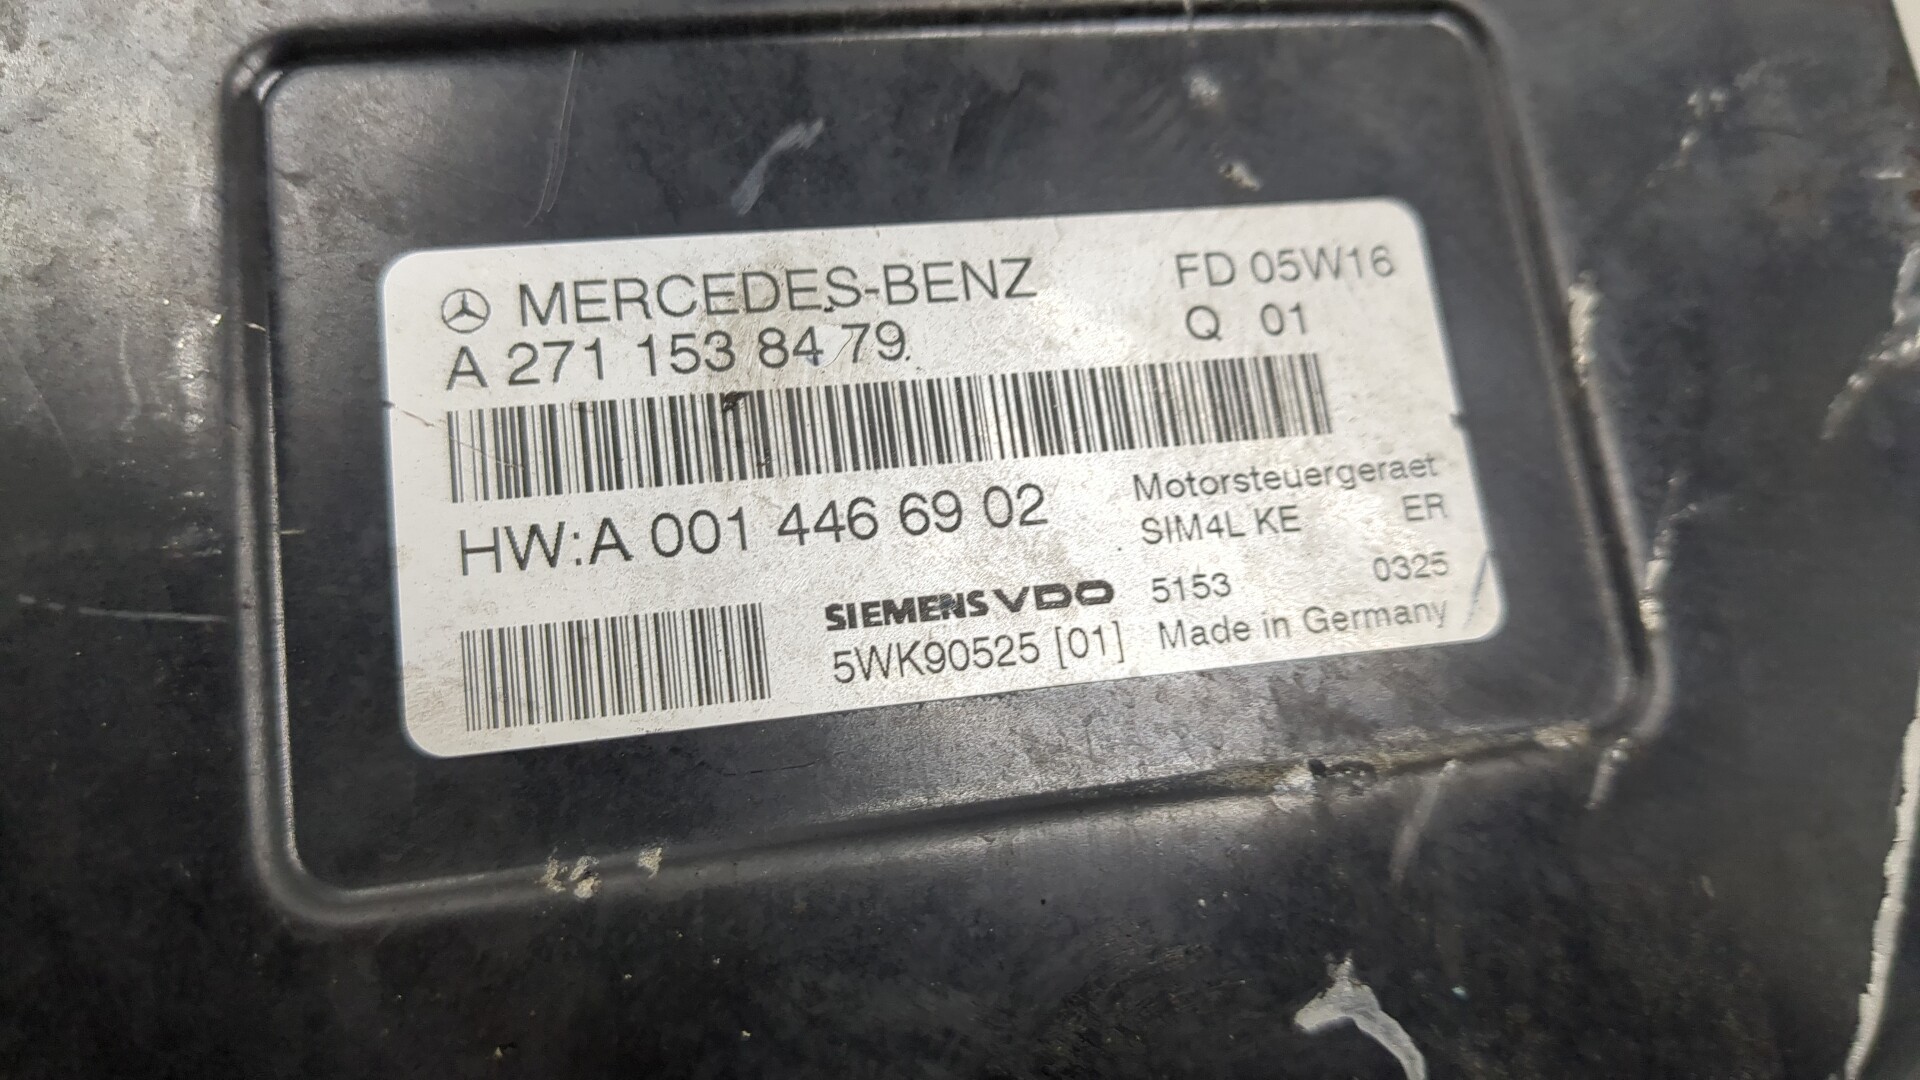 MERCEDES-BENZ FD 05W16
A 271 153 84 79 Q 01
HW:A 001 446 69 02 Motorsteuergeraet
SIM4L KE ER
SIEMENS VDO 5153 0325
5WK90525 [01] Made in Germany